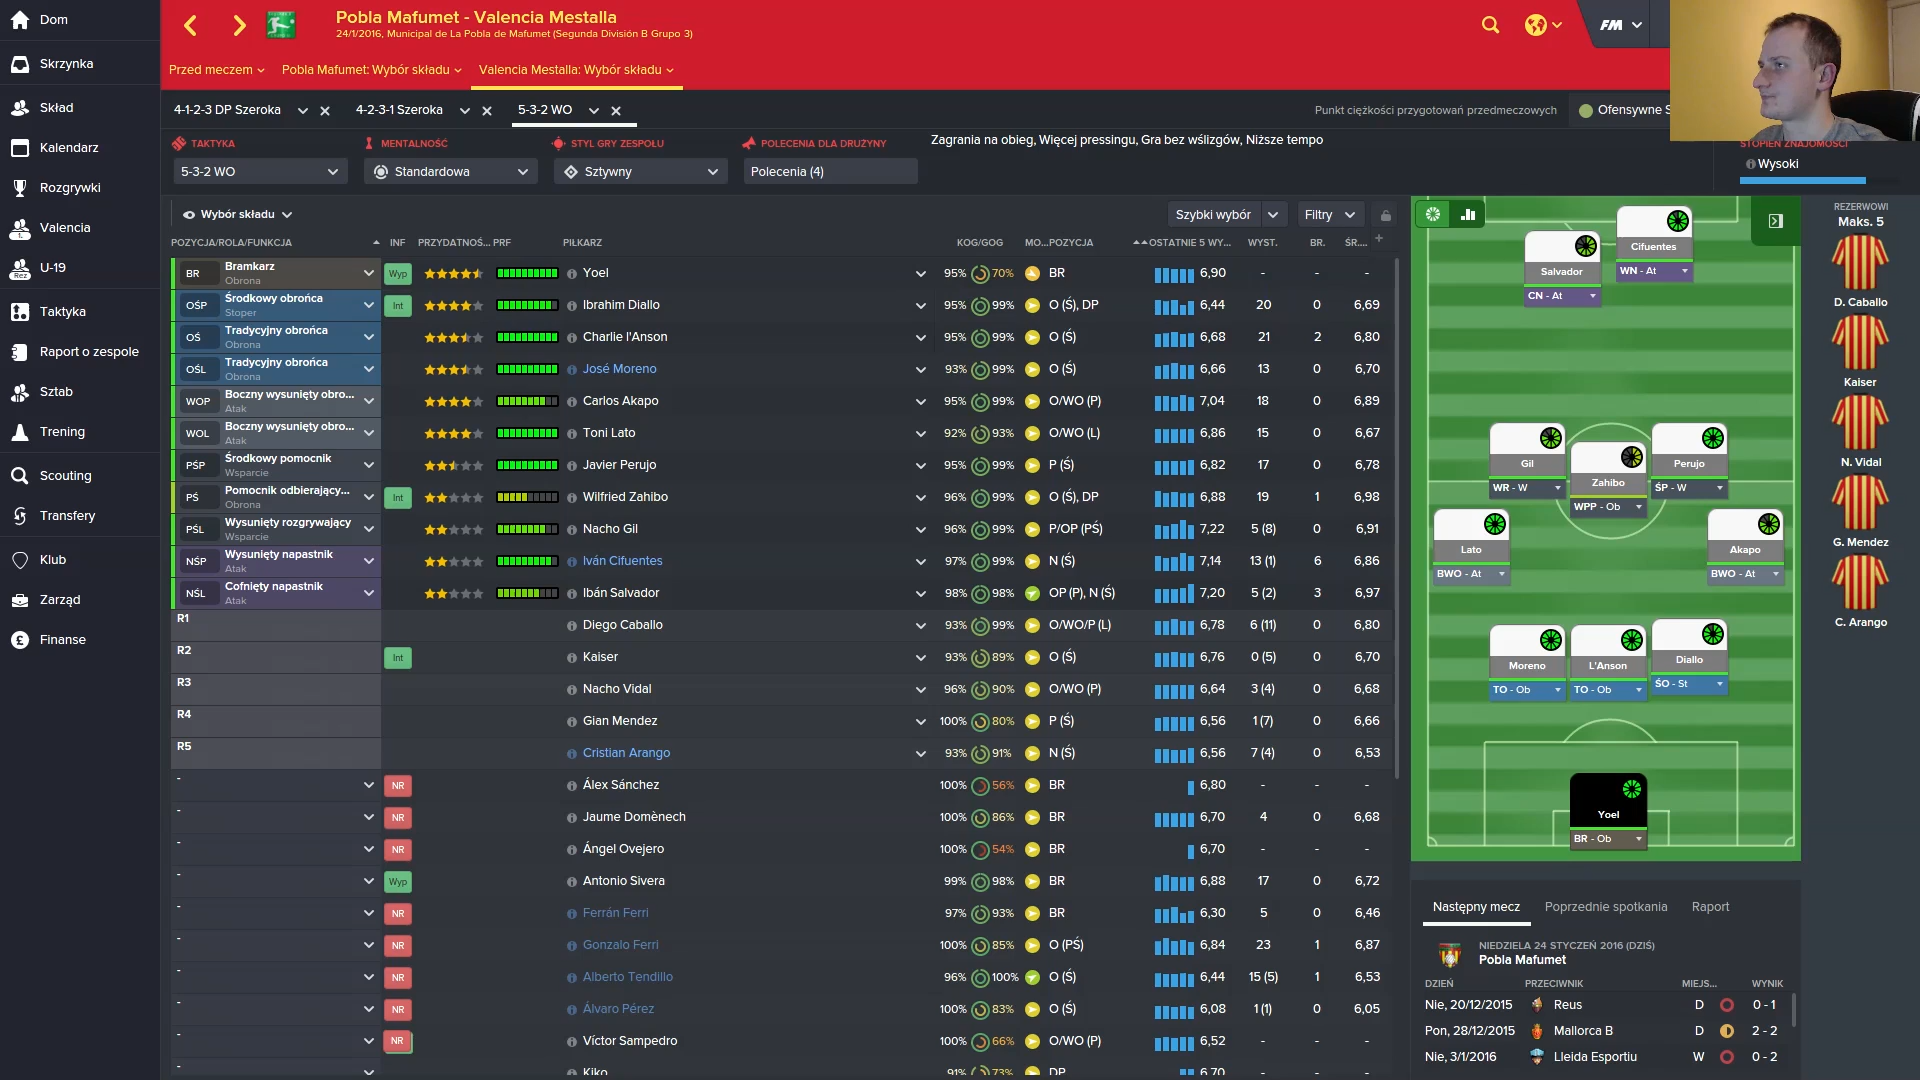 Dom
Skrzynka
Skład
Kalendarz
Rozgrywki
Valencia
U-19
Taktyka
Raport o zespole
Sztab
Trening
Scouting
Transfery
Klub
Zarząd
Finanse
Pobla Mafumet - Valencia Mestalla
24/1/2016, Municipal de La Pobla de Mafumet (Segunda División B Grupo 3)
FM
Przed meczem Pobla Mafumet: Wybór składu Valencia Mestalla: Wybór składu
4-1-2-3 DP Szeroka 4-2-3-1 Szeroka 5-3-2 WO Punkt ciężkości przygotowań przedmeczowych Ofensywne S
TAKTYKA MENTALNOŚĆ STYL GRY ZESPOŁU POLECENIA DLA DRUŻYNY Zagrania na obieg, Więcej pressingu, Gra bez wślizgów, Niższe tempo STOPIEŃ ZNAJOMOŚCI
5-3-2 WO Standardowa Sztywny Polecenia (4) Wysoki
Wybór składu Szybki wybór Filtry
POZYCJA/ROLA/FUNKCJA INF PRZYDATNOŚ... PRF PIŁKARZ KOG/GOG MO... POZYCJA OSTATNIE 5 WY... WYST. BR. ŚR....
BR Bramkarz Obrona Wyp Yoel 95% 70% BR 6,90 - - -
OŚP Środkowy obrońca Stoper Int Ibrahim Diallo 95% 99% O (Ś), DP 6,44 20 0 6,69
OŚ Tradycyjny obrońca Obrona Charlie I'Anson 95% 99% O (Ś) 6,68 21 2 6,80
OŚL Tradycyjny obrońca Obrona José Moreno 93% 99% O (Ś) 6,66 13 0 6,70
WOP Boczny wysunięty obro... Atak Carlos Akapo 95% 99% O/WO (P) 7,04 18 0 6,89
WOL Boczny wysunięty obro... Atak Toni Lato 92% 93% O/WO (L) 6,86 15 0 6,67
PŚP Środkowy pomocnik Wsparcie Javier Perujo 95% 99% P (Ś) 6,82 17 0 6,78
PŚ Pomocnik odbierający... Obrona Int Wilfried Zahibo 96% 99% O (Ś), DP 6,88 19 1 6,98
PŚL Wysunięty rozgrywający Wsparcie Nacho Gil 96% 99% P/OP (PŚ) 7,22 5 (8) 0 6,91
NŚP Wysunięty napastnik Atak Iván Cifuentes 97% 99% N (Ś) 7,14 13 (1) 6 6,86
NŚL Cofnięty napastnik Atak Ibán Salvador 98% 98% OP (P), N (Ś) 7,20 5 (2) 3 6,97
R1 Diego Caballo 93% 99% O/WO/P (L) 6,78 6 (11) 0 6,80
R2 Int Kaiser 93% 89% O (Ś) 6,76 0 (5) 0 6,70
R3 Nacho Vidal 96% 90% O/WO (P) 6,64 3 (4) 0 6,68
R4 Gian Mendez 100% 80% P (Ś) 6,56 1 (7) 0 6,66
R5 Cristian Arango 93% 91% N (Ś) 6,56 7 (4) 0 6,53
- NR Álex Sánchez 100% 56% BR 6,80 - - -
- NR Jaume Domènech 100% 86% BR 6,70 4 0 6,68
- NR Ángel Ovejero 100% 54% BR 6,70 - - -
- Wyp Antonio Sivera 99% 98% BR 6,88 17 0 6,72
- NR Ferrán Ferri 97% 93% BR 6,30 5 0 6,46
- NR Gonzalo Ferri 100% 85% O (PŚ) 6,84 23 1 6,87
- NR Alberto Tendillo 96% 100% O (Ś) 6,44 15 (5) 1 6,53
- NR Álvaro Pérez 100% 83% O (Ś) 6,08 1 (1) 0 6,05
- NR Víctor Sampedro 100% 66% O/WO (P) 6,52 - - -
- Kiko 91% 73% DP 6,70 - - -
Cifuentes
WN - At
Salvador
CN - At
Gil
WR - W
Zahibo
WPP - Ob
Perujo
ŚP - W
Lato
BWO - At
Akapo
BWO - At
Moreno
TO - Ob
L'Anson
TO - Ob
Diallo
ŚO - St
Yoel
BR - Ob
REZERWOWI
Maks. 5
D. Caballo
Kaiser
N. Vidal
G. Mendez
C. Arango
Następny mecz Poprzednie spotkania Raport
NIEDZIELA 24 STYCZEŃ 2016 (DZIŚ)
Pobla Mafumet
DZIEŃ PRZECIWNIK MIEJS... WYNIK
Nie, 20/12/2015 Reus D 0 - 1
Pon, 28/12/2015 Mallorca B D 2 - 2
Nie, 3/1/2016 Lleida Esportiu W 0 - 2